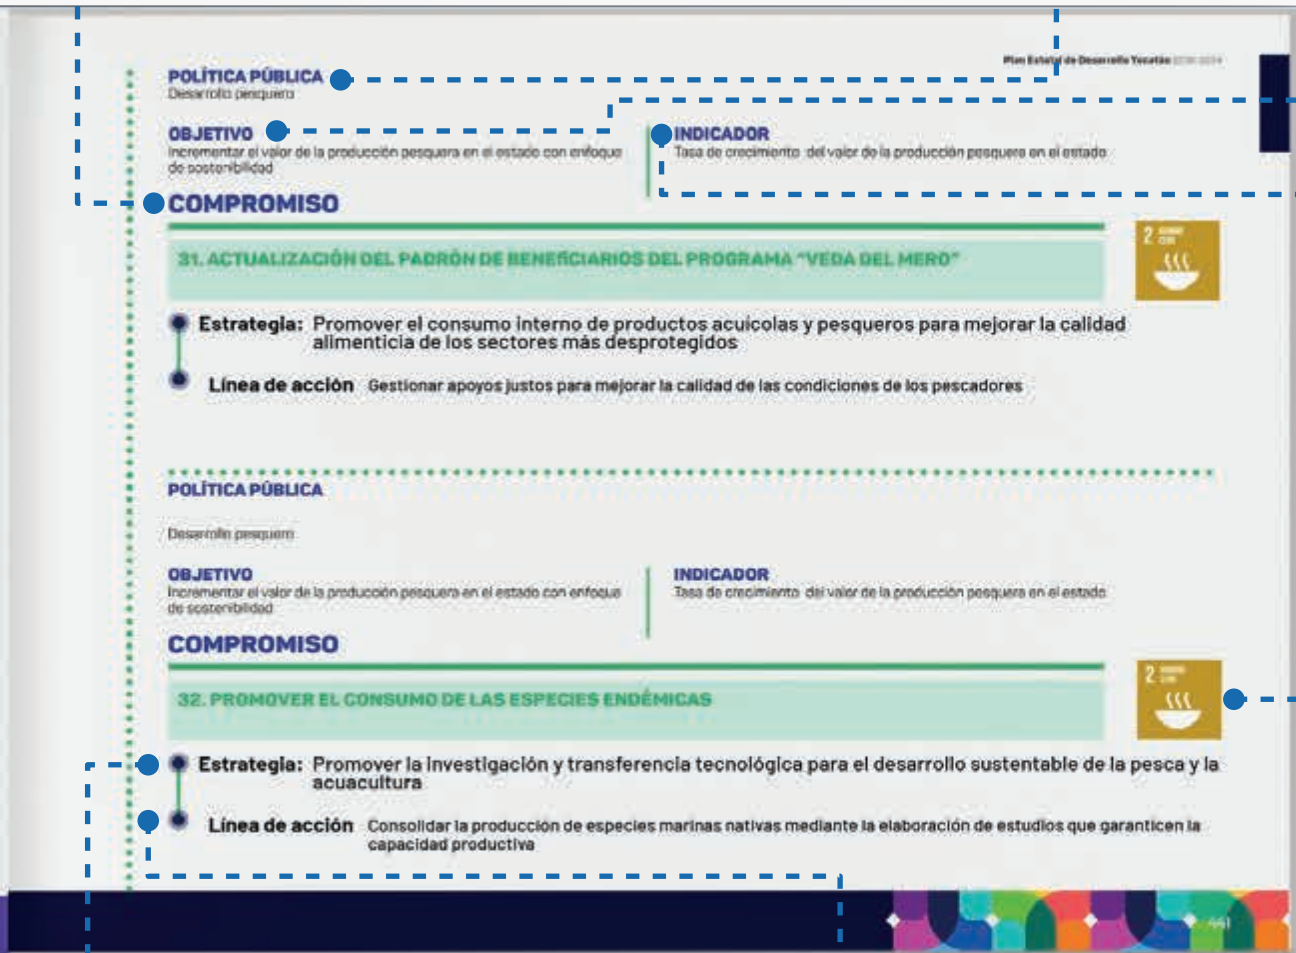 Plan Estatal de Desarrollo Yucatán
POLÍTICA PÚBLICA
Desarrollo pesquero
OBJETIVO
Incrementar el valor de la producción pesquera en el estado con enfoque
de sostenibilidad
INDICADOR
Tasa de crecimiento del valor de la producción pesquera en el estado
COMPROMISO
31. ACTUALIZACIÓN DEL PADRÓN DE BENEFICIARIOS DEL PROGRAMA "VEDA DEL MERO"
2
Estrategia: Promover el consumo interno de productos acuícolas y pesqueros para mejorar la calidad
alimenticia de los sectores más desprotegidos
Línea de acción Gestionar apoyos justos para mejorar la calidad de las condiciones de los pescadores
POLÍTICA PÚBLICA
Desarrollo pesquero
OBJETIVO
Incrementar el valor de la producción pesquera en el estado con enfoque
de sostenibilidad
INDICADOR
Tasa de crecimiento del valor de la producción pesquera en el estado
COMPROMISO
32. PROMOVER EL CONSUMO DE LAS ESPECIES ENDÉMICAS
2
Estrategia: Promover la investigación y transferencia tecnológica para el desarrollo sustentable de la pesca y la
acuacultura
Línea de acción Consolidar la producción de especies marinas nativas mediante la elaboración de estudios que garanticen la
capacidad productiva